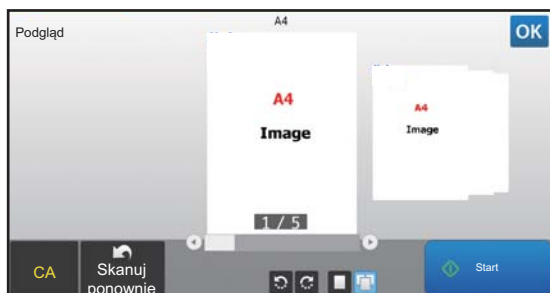 A4
Podgląd
OK
A4
Image
1 / 5
A4
Image
CA
Skanuj
ponownie
Start